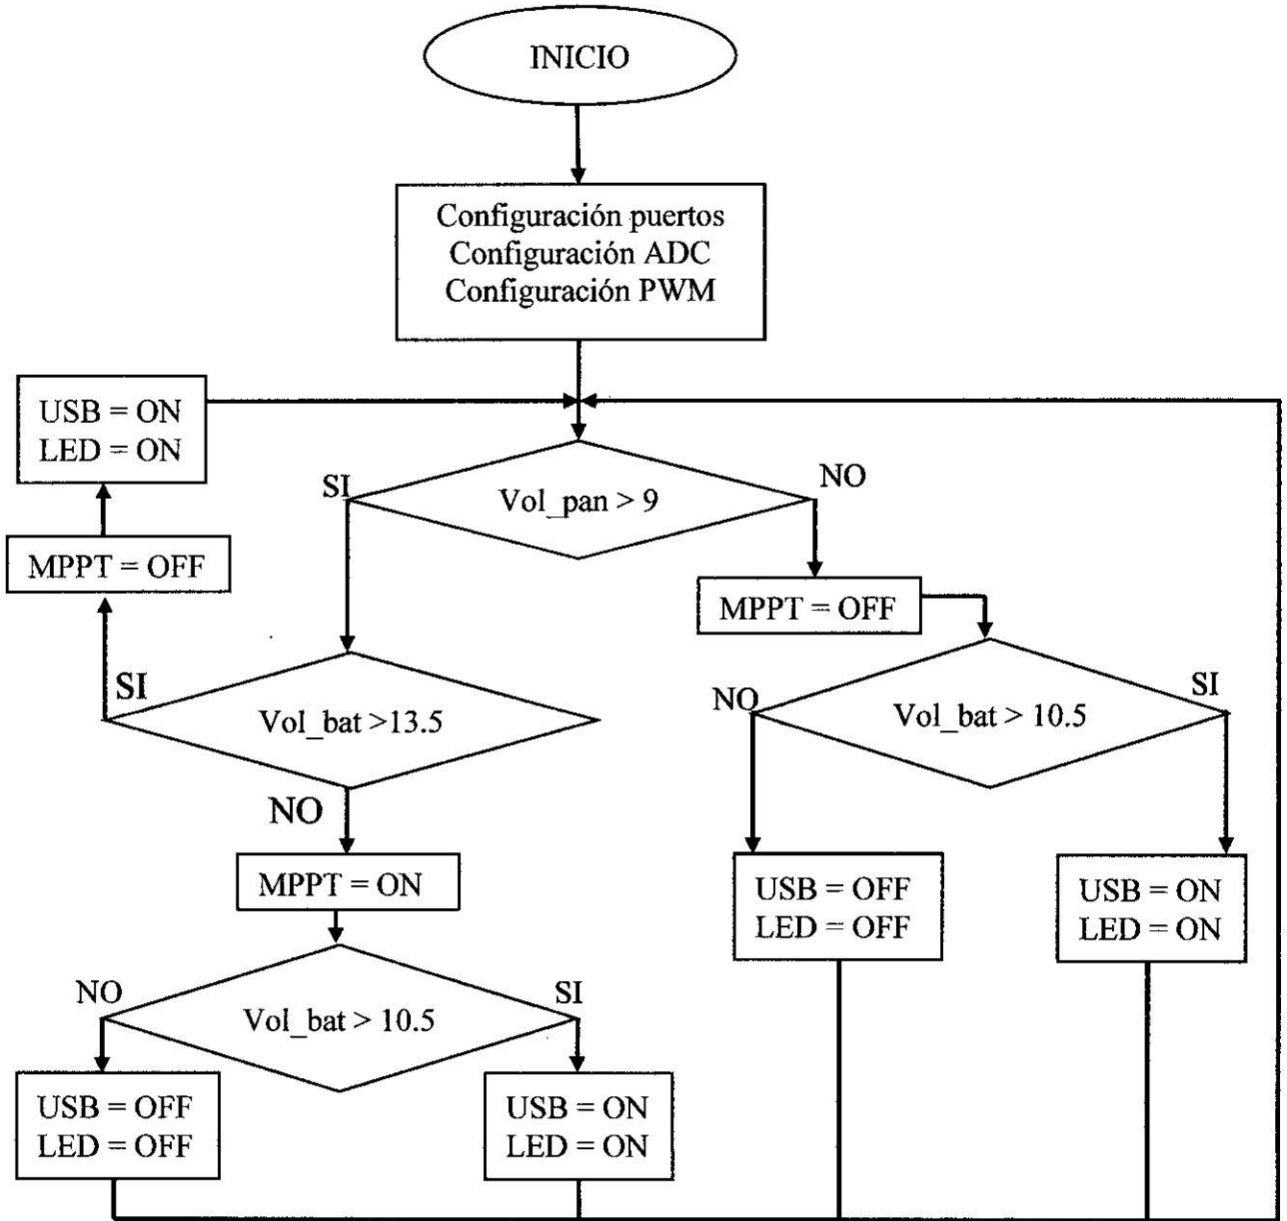 INICIO
Configuración puertos
Configuración ADC
Configuración PWM
USB = ON
LED = ON
SI
Vol_pan > 9
NO
MPPT = OFF
MPPT = OFF
SI
Vol_bat >13.5
NO
Vol_bat > 10.5
SI
NO
MPPT = ON
USB = OFF
LED = OFF
USB = ON
LED = ON
NO
Vol_bat > 10.5
SI
USB = OFF
LED = OFF
USB = ON
LED = ON